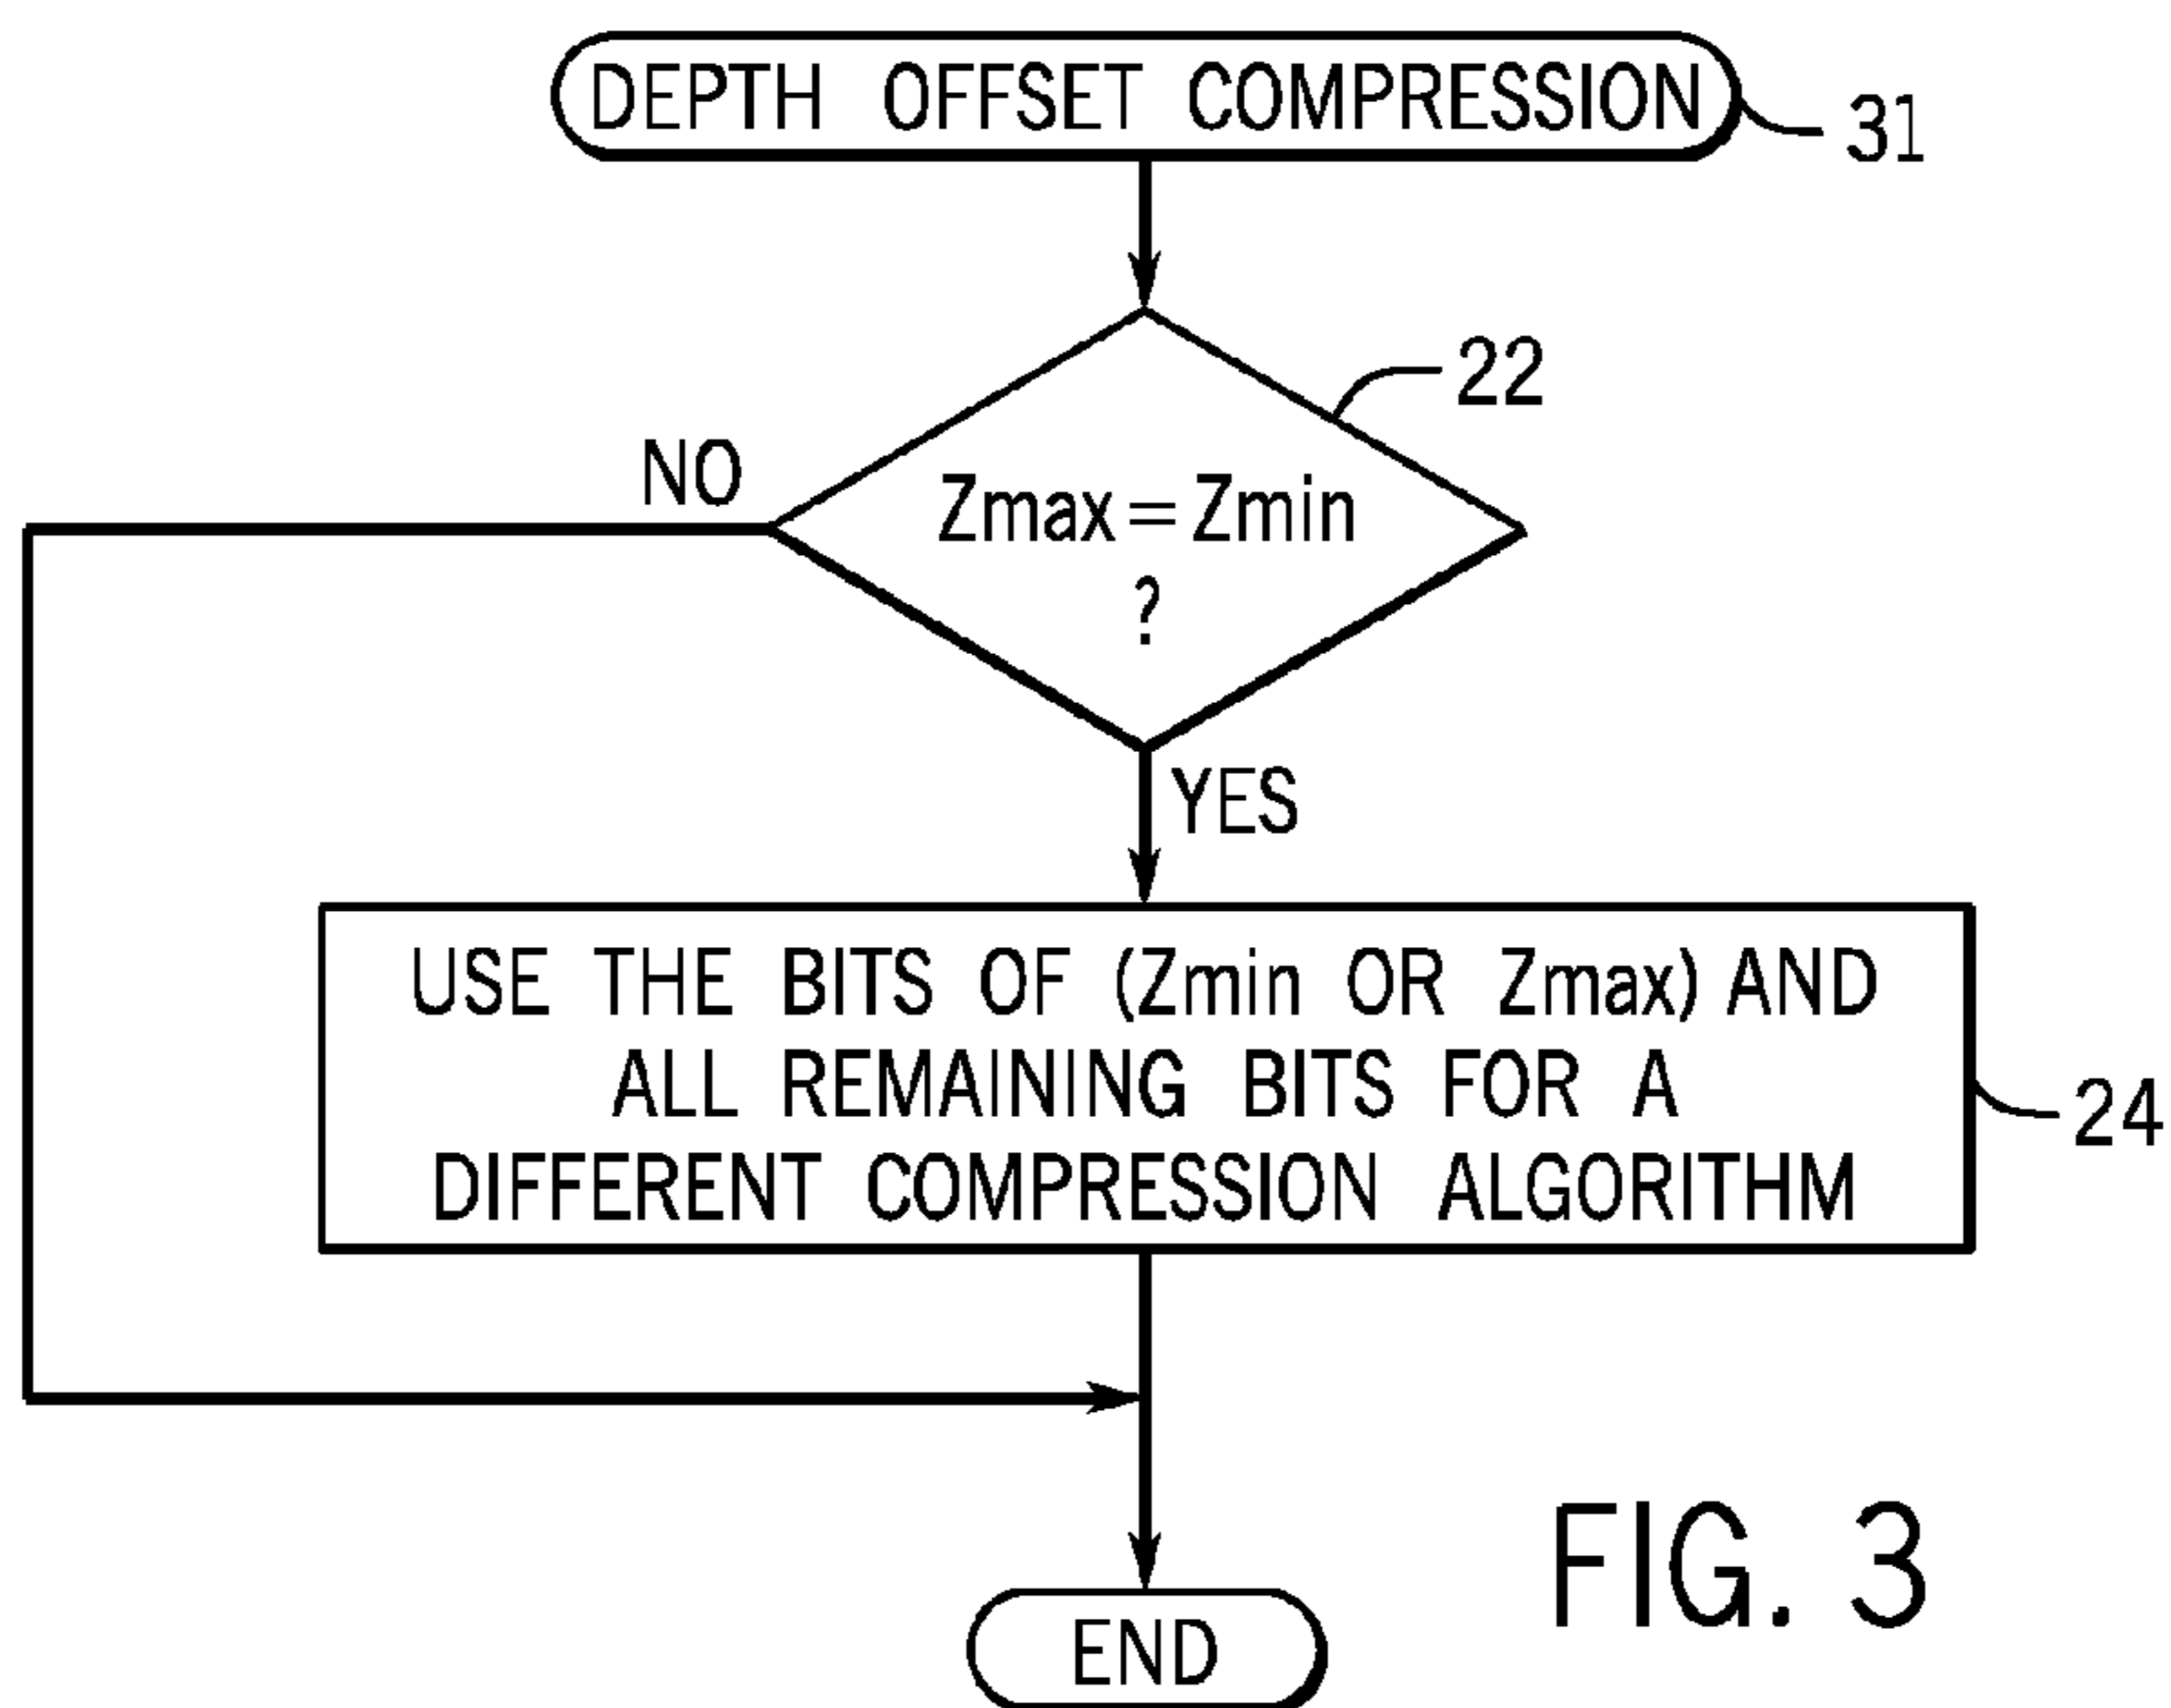 DEPTH OFFSET COMPRESSION
31
22
NO
Zmax=Zmin
?
YES
USE THE BITS OF (Zmin OR Zmax) AND
ALL REMAINING BITS FOR A
DIFFERENT COMPRESSION ALGORITHM
24
END
FIG. 3